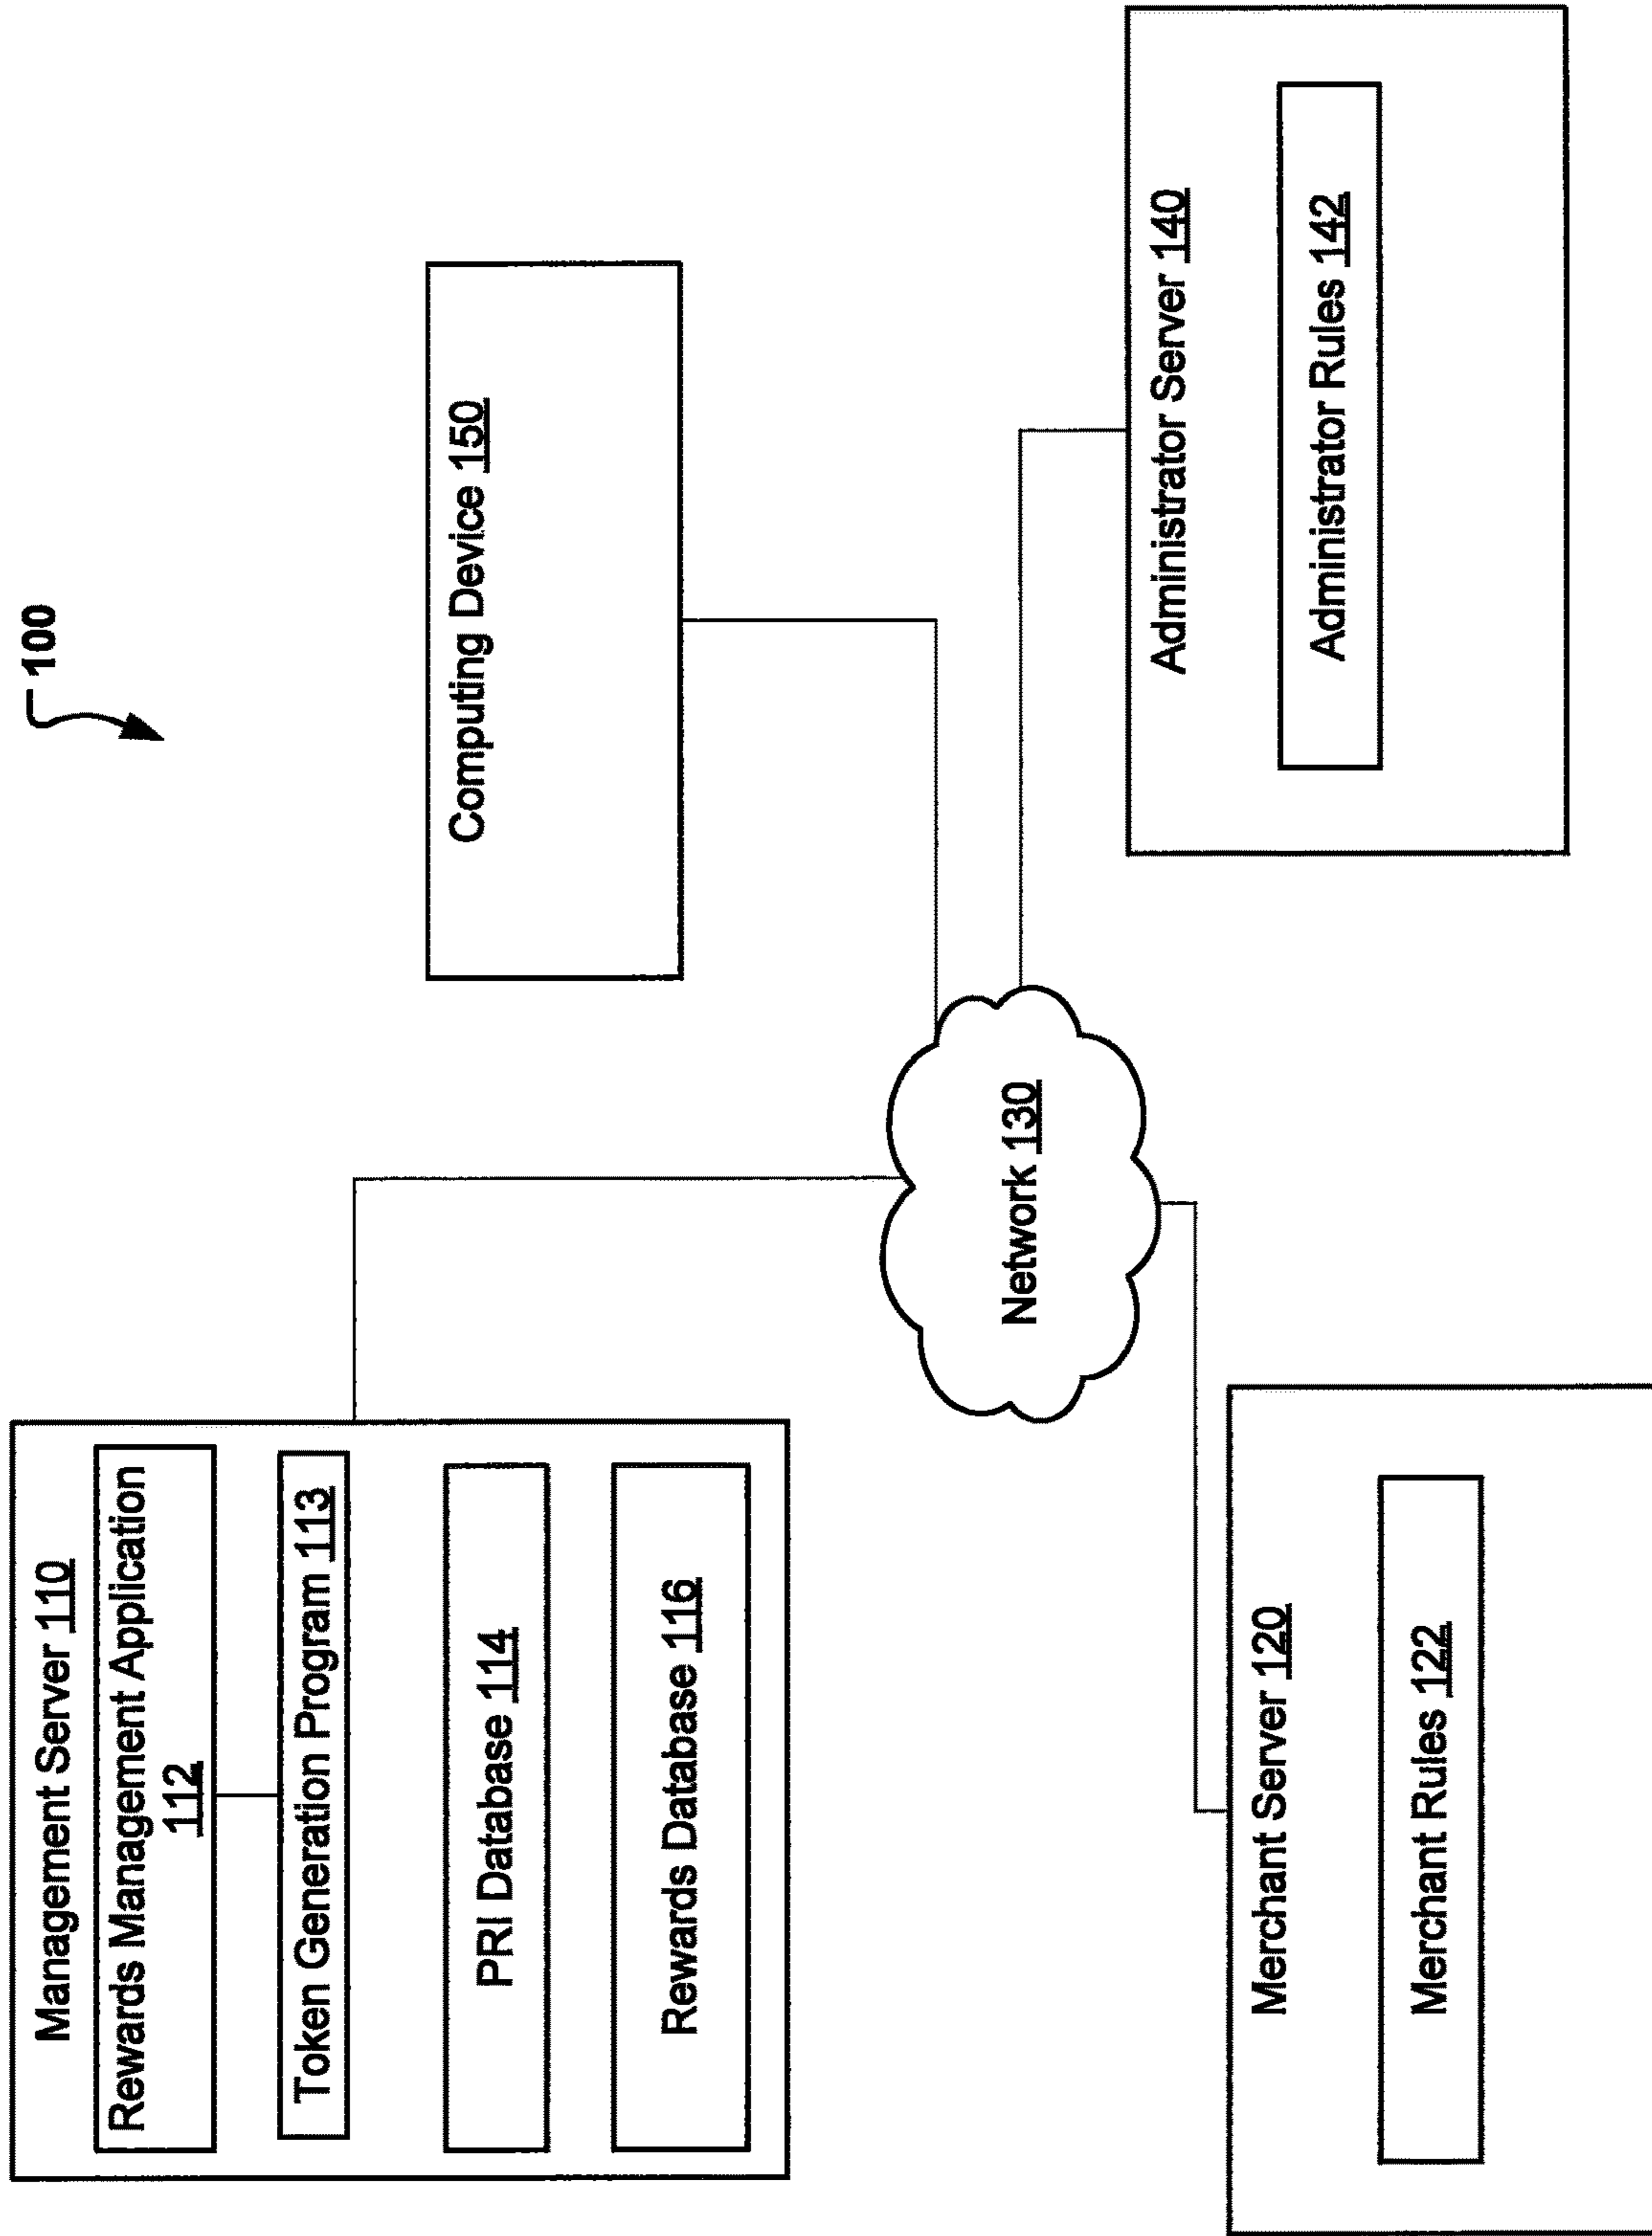 100
Management Server 110
Rewards Management Application
112
Token Generation Program 113
PRI Database 114
Rewards Database 116
Computing Device 150
Network 130
Merchant Server 120
Merchant Rules 122
Administrator Server 140
Administrator Rules 142